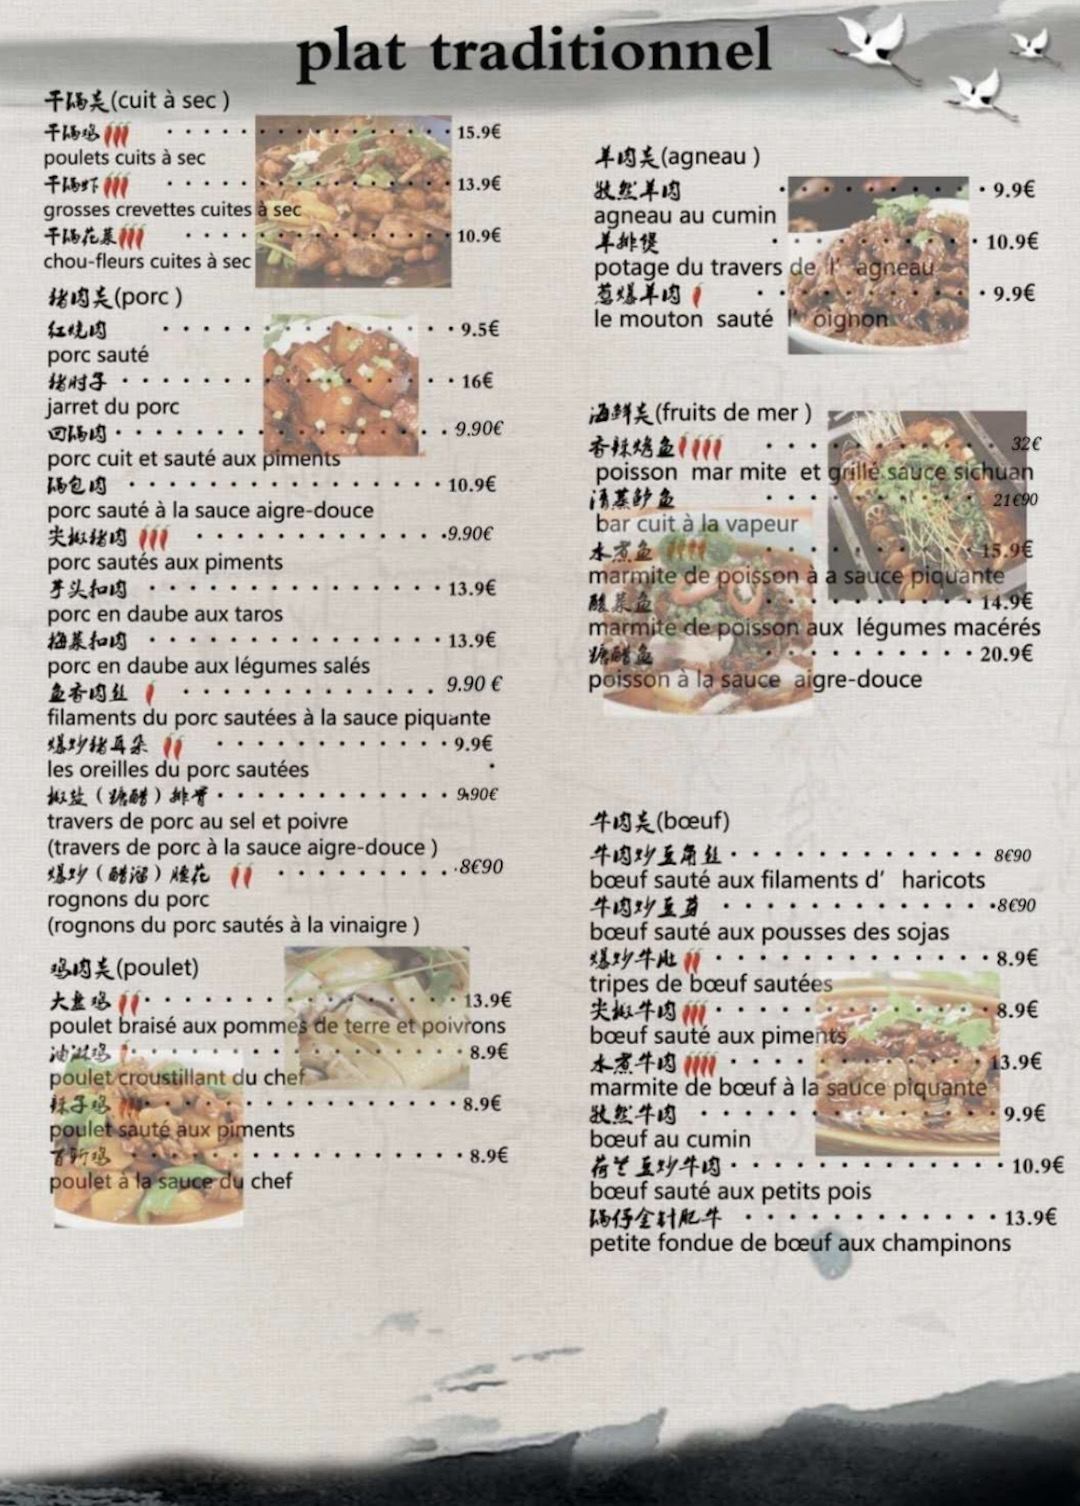 plat traditionnel
干锅类(cuit à sec )
干锅鸡 15.9€
poulets cuits à sec
干锅虾 13.9€
grosses crevettes cuites à sec
干锅花菜 10.9€
chou-fleurs cuites à sec
猪肉类(porc )
红烧肉 9.5€
porc sauté
猪肘子 16€
jarret du porc
回锅肉 9.90€
porc cuit et sauté aux piments
锅包肉 10.9€
porc sauté à la sauce aigre-douce
尖椒猪肉 9.90€
porc sautés aux piments
芋头扣肉 13.9€
porc en daube aux taros
梅菜扣肉 13.9€
porc en daube aux légumes salés
鱼香肉丝 9.90 €
filaments du porc sautées à la sauce piquante
爆炒猪耳朵 9.9€
les oreilles du porc sautées
椒盐（糖醋）排骨 9.90€
travers de porc au sel et poivre
(travers de porc à la sauce aigre-douce )
爆炒（醋溜）腰花 8€90
rognons du porc
(rognons du porc sautés à la vinaigre )
鸡肉类(poulet)
大盘鸡 13.9€
poulet braisé aux pommes de terre et poivrons
油淋鸡 8.9€
poulet croustillant du chef
辣子鸡 8.9€
poulet sauté aux piments
8.9€
poulet à la sauce du chef
羊肉类(agneau )
孜然羊肉 9.9€
agneau au cumin
羊排煲 10.9€
potage du travers de l' agneau
葱爆羊肉 9.9€
le mouton sauté l' oignon
海鲜类(fruits de mer )
香辣烤鱼 32€
poisson mar mite et grillé sauce sichuan
清蒸鲈鱼 21€90
bar cuit à la vapeur
水煮鱼 15.9€
marmite de poisson à a sauce piquante
酸菜鱼 14.9€
marmite de poisson aux légumes macérés
糖醋鱼 20.9€
poisson à la sauce aigre-douce
牛肉类(bœuf)
牛肉炒豆角丝 8€90
bœuf sauté aux filaments d' haricots
牛肉炒豆芽 8€90
bœuf sauté aux pousses des sojas
爆炒牛肚 8.9€
tripes de bœuf sautées
尖椒牛肉 8.9€
bœuf sauté aux piments
水煮牛肉 13.9€
marmite de bœuf à la sauce piquante
孜然牛肉 9.9€
bœuf au cumin
荷兰豆炒牛肉 10.9€
bœuf sauté aux petits pois
锅仔金针肥牛 13.9€
petite fondue de bœuf aux champinons